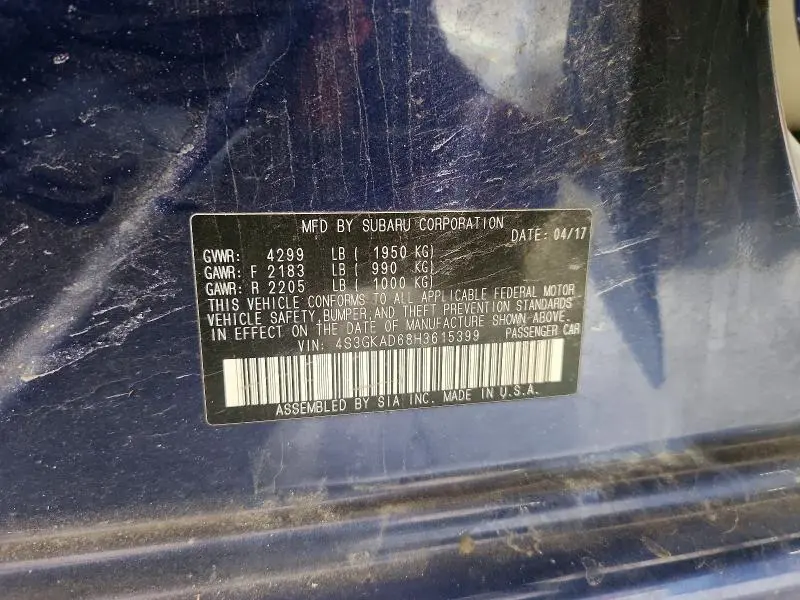 MFD BY SUBARU CORPORATION
DATE: 04/17
GVWR: 4299 LB ( 1950 KG)
GAWR: F 2183 LB ( 990 KG)
GAWR: R 2205 LB ( 1000 KG)
THIS VEHICLE CONFORMS TO ALL APPLICABLE FEDERAL MOTOR
VEHICLE SAFETY, BUMPER, AND THEFT PREVENTION STANDARDS
IN EFFECT ON THE DATE OF MANUFACTURE SHOWN ABOVE.
VIN: 4S3GKAD68H3615399 PASSENGER CAR
ASSEMBLED BY SIA INC. MADE IN U.S.A.